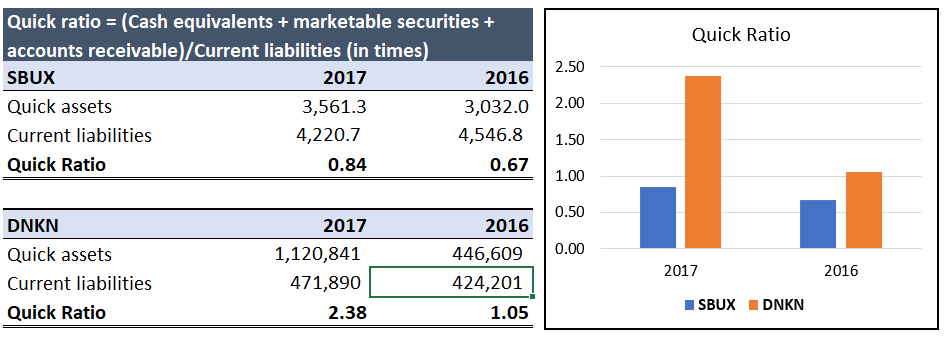 Quick ratio = (Cash equivalents + marketable securities +
accounts receivable)/Current liabilities (in times)
SBUX 2017 2016
Quick assets 3,561.3 3,032.0
Current liabilities 4,220.7 4,546.8
Quick Ratio 0.84 0.67
DNKN 2017 2016
Quick assets 1,120,841 446,609
Current liabilities 471,890 424,201
Quick Ratio 2.38 1.05
Quick Ratio
2.50
2.00
1.50
1.00
0.50
0.00
2017 2016
SBUX DNKN